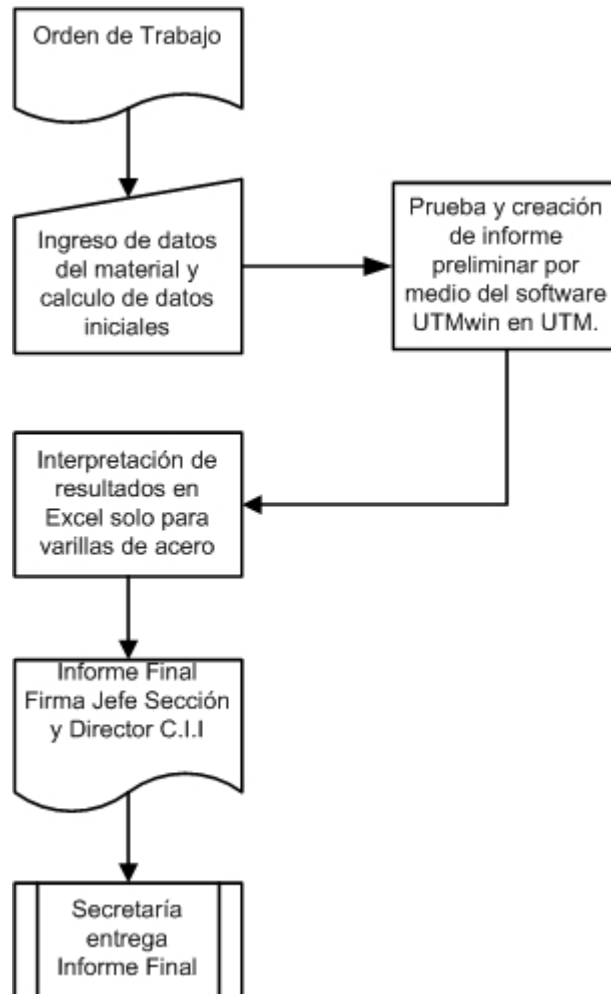 Orden de Trabajo
Ingreso de datos
del material y
calculo de datos
iniciales
Prueba y creación
de informe
preliminar por
medio del software
UTMwin en UTM.
Interpretación de
resultados en
Excel solo para
varillas de acero
Informe Final
Firma Jefe Sección
y Director C.I.I
Secretaría
entrega
Informe Final